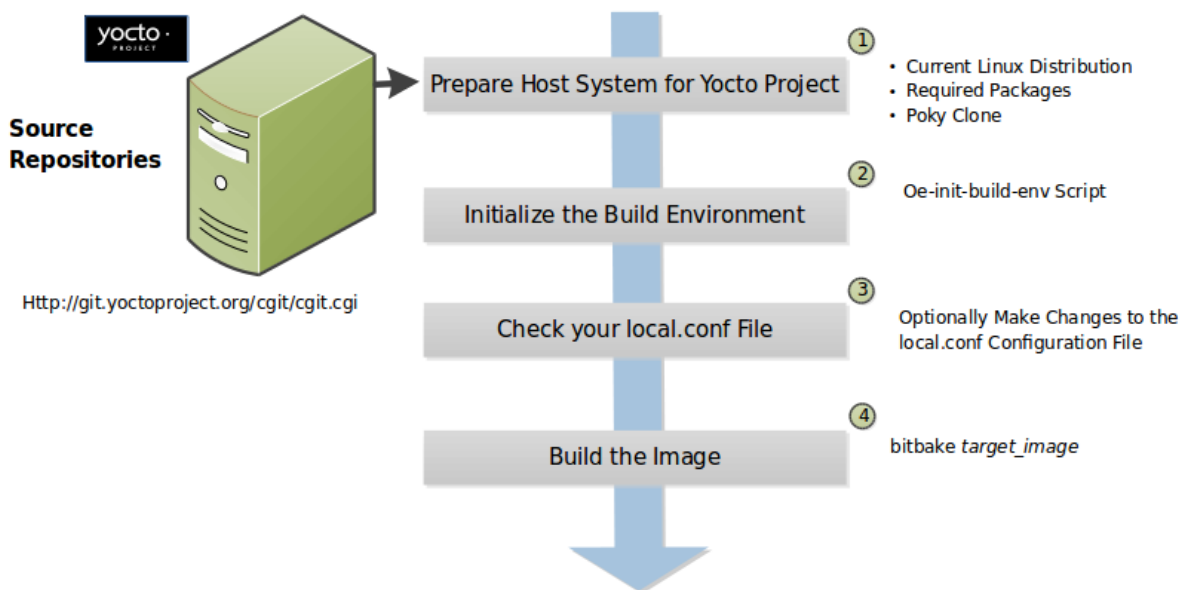 yocto ·
PROJECT
Source
Repositories
Http://git.yoctoproject.org/cgit/cgit.cgi
1
Prepare Host System for Yocto Project
• Current Linux Distribution
• Required Packages
• Poky Clone
2
Initialize the Build Environment
Oe-init-build-env Script
3
Check your local.conf File
Optionally Make Changes to the
local.conf Configuration File
4
Build the Image
bitbake target_image